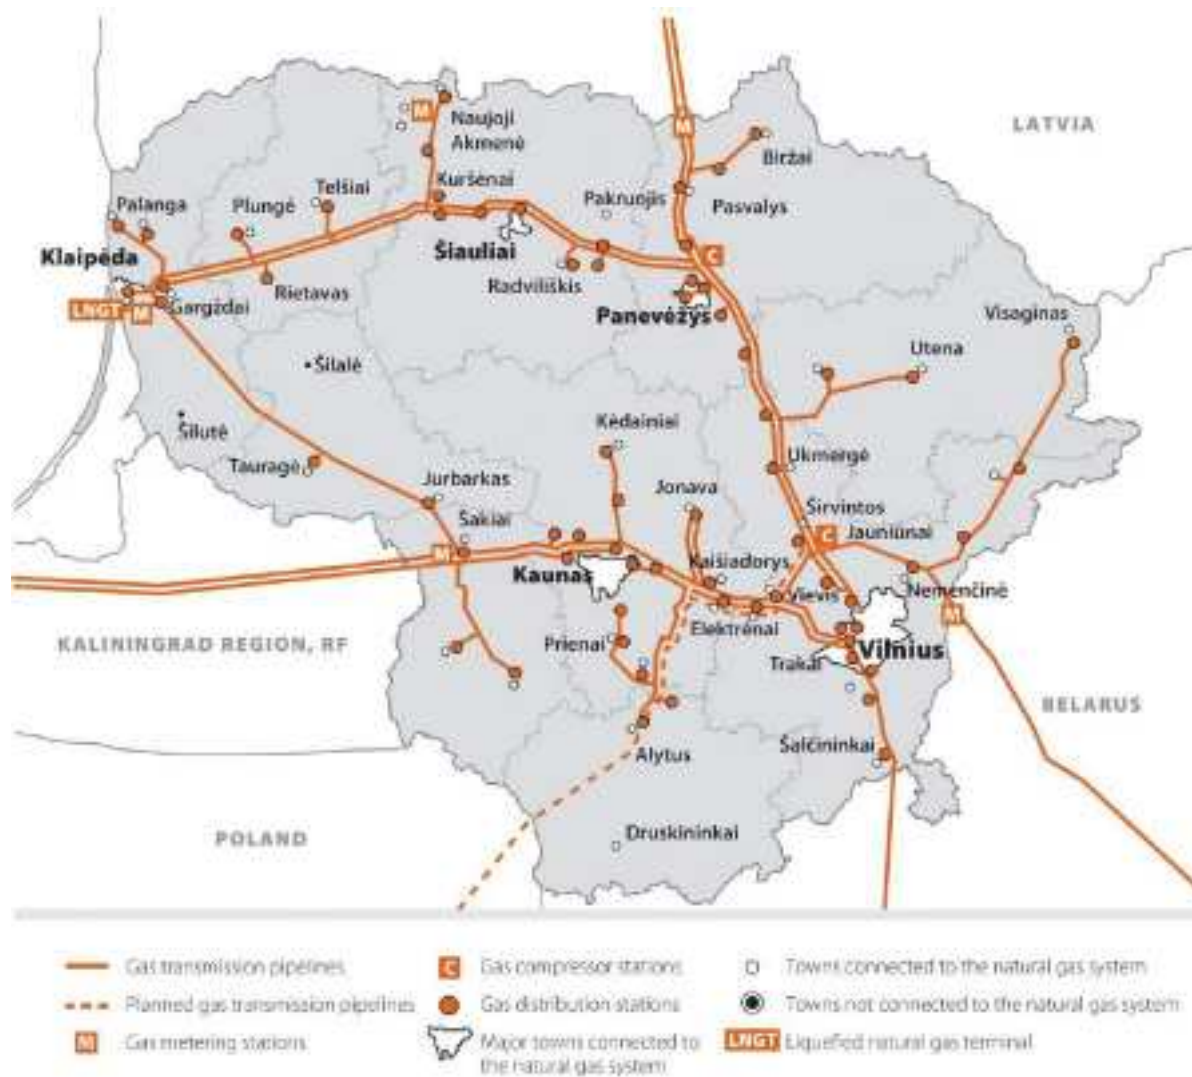 LATVIA
M
Naujoji
Akmenė
M
Biržai
Kuršėnai
Telšiai
Palanga
Plungė
Pakruojis
Pasvalys
Klaipėda
Šiauliai
C
Radviliškis
Rietavas
Gargždai
LNGT
M
Panevėžys
Visaginas
Utena
Šilalė
Šilutė
Kėdainiai
Tauragė
Ukmergė
Jurbarkas
Jonava
Širvintos
Šakiai
C
Jauniūnai
M
Kaunas
Kaišiadorys
Vievis
Nemenčinė
M
Elektrėnai
KALININGRAD REGION, RF
Prienai
Vilnius
Trakai
BELARUS
Alytus
Šalčininkai
POLAND
Druskininkai
Gas transmission pipelines
C Gas compressor stations
Towns connected to the natural gas system
Planned gas transmission pipelines
Gas distribution stations
Towns not connected to the natural gas system
M Gas metering stations
Major towns connected to
the natural gas system
LNGT Liquefied natural gas terminal